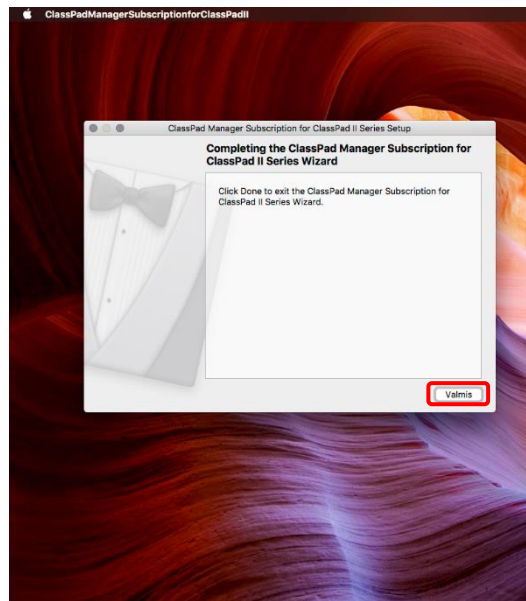 ClassPadManagerSubscriptionforClassPadII
ClassPad Manager Subscription for ClassPad II Series Setup
Completing the ClassPad Manager Subscription for
ClassPad II Series Wizard
Click Done to exit the ClassPad Manager Subscription for
ClassPad II Series Wizard.
Valmis